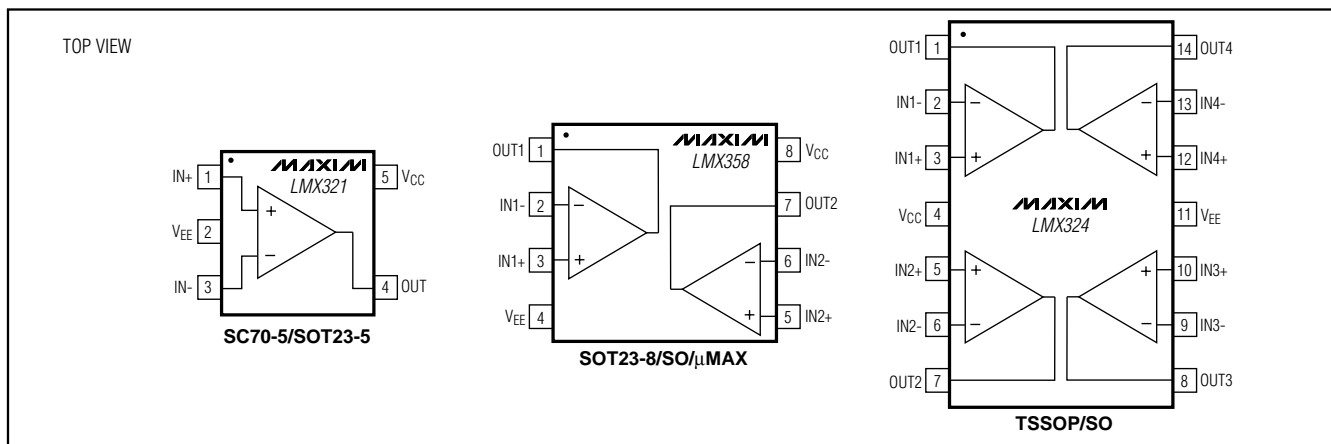 TOP VIEW
IN+ 1
VEE 2
IN- 3
MAXIM
LMX321
5 VCC
4 OUT
+
−
SC70-5/SOT23-5
OUT1 1
IN1- 2
IN1+ 3
VEE 4
MAXIM
LMX358
8 VCC
7 OUT2
6 IN2-
5 IN2+
−
+
−
+
SOT23-8/SO/μMAX
OUT1 1
IN1- 2
IN1+ 3
VCC 4
IN2+ 5
IN2- 6
OUT2 7
MAXIM
LMX324
14 OUT4
13 IN4-
12 IN4+
11 VEE
10 IN3+
9 IN3-
8 OUT3
−
+
−
+
+
−
+
−
TSSOP/SO